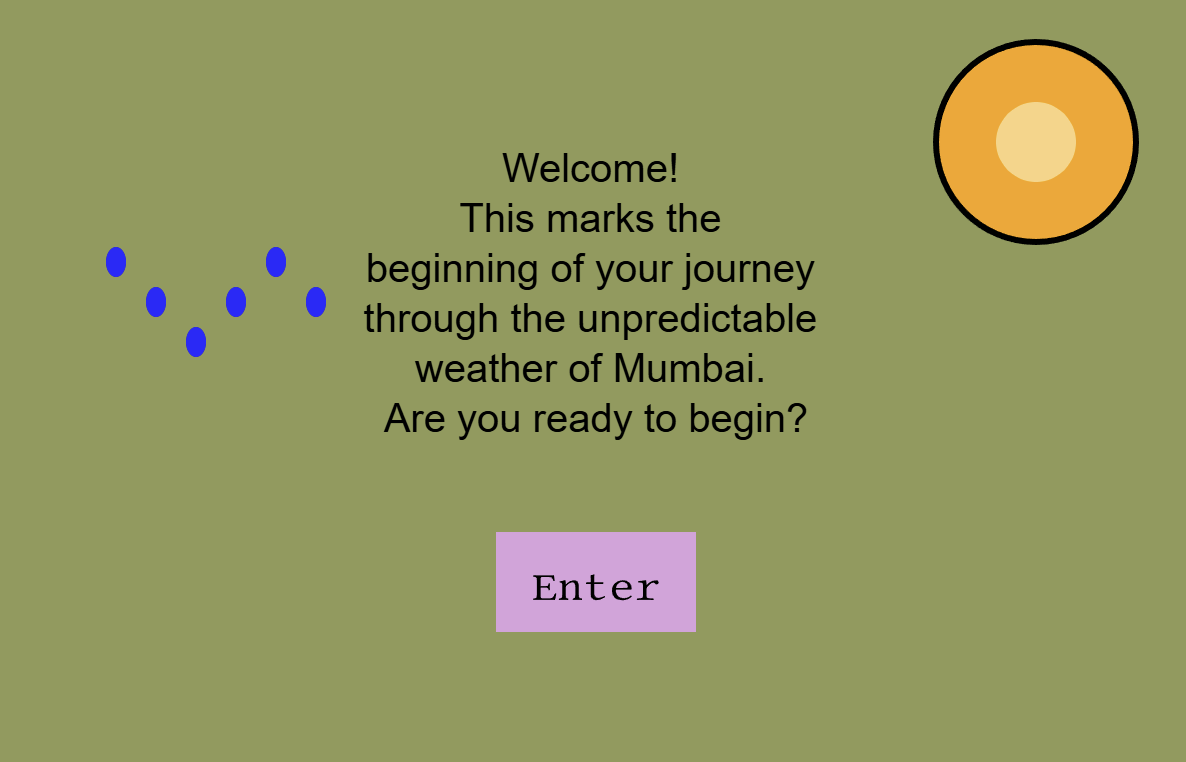 Welcome!
This marks the
beginning of your journey
through the unpredictable
weather of Mumbai.
Are you ready to begin?
Enter